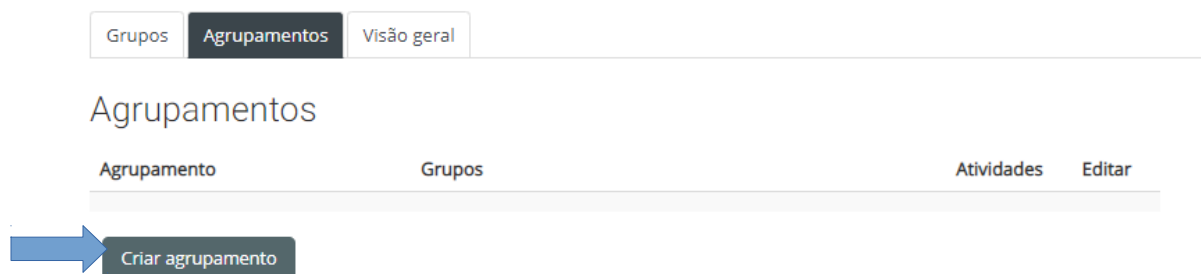 Grupos Agrupamentos Visão geral
Agrupamentos
Agrupamento Grupos Atividades Editar
Criar agrupamento